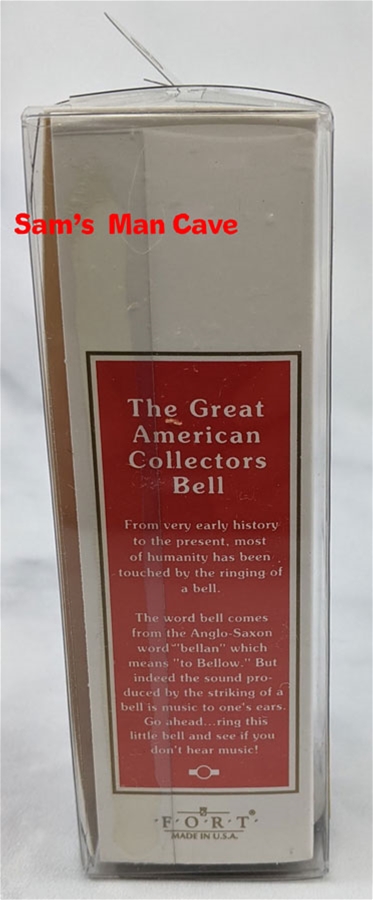 Sam's Man Cave
The Great
American
Collectors
Bell
From very early history
to the present, most
of humanity has been
touched by the ringing of
a bell.
The word bell comes
from the Anglo-Saxon
word "bellan" which
means "to Bellow." But
indeed the sound pro-
duced by the striking of a
bell is music to one's ears.
Go ahead...ring this
little bell and see if you
don't hear music!
·F·O·R·T·®
MADE IN U.S.A.